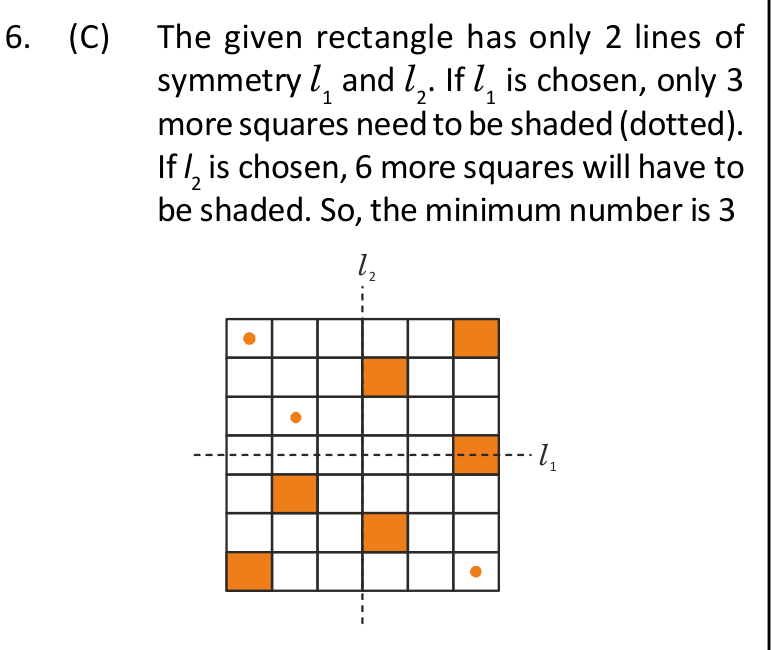 6. (C) The given rectangle has only 2 lines of
symmetry l₁ and l₂. If l₁ is chosen, only 3
more squares need to be shaded (dotted).
If l₂ is chosen, 6 more squares will have to
be shaded. So, the minimum number is 3
l₂
l₁